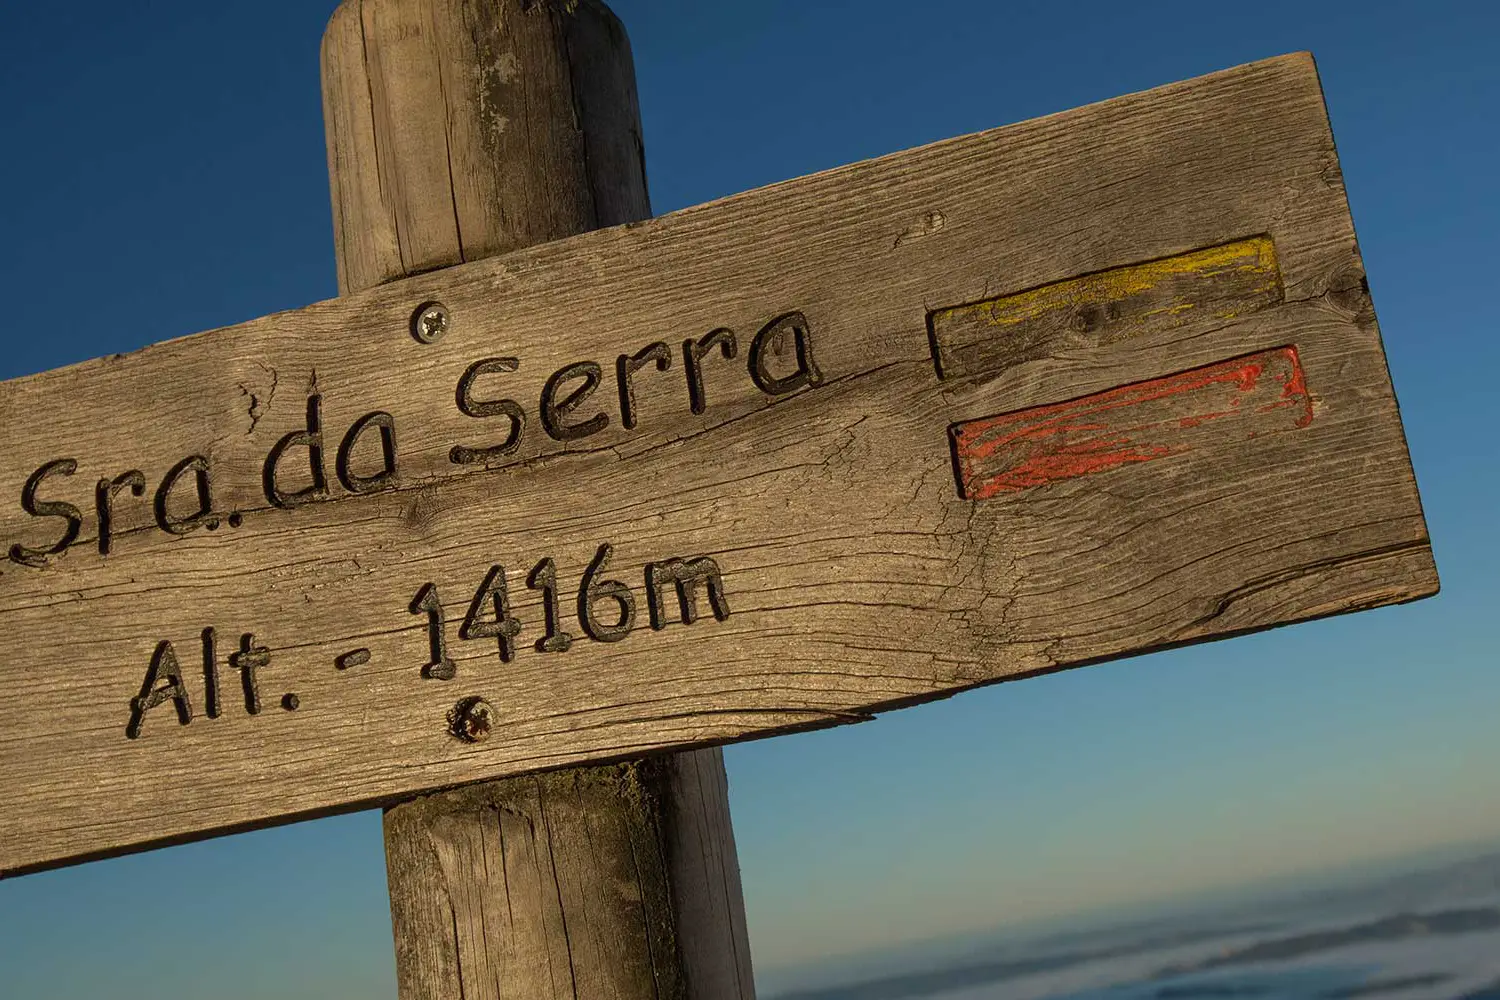 Sra. da Serra
Alt. - 1416m